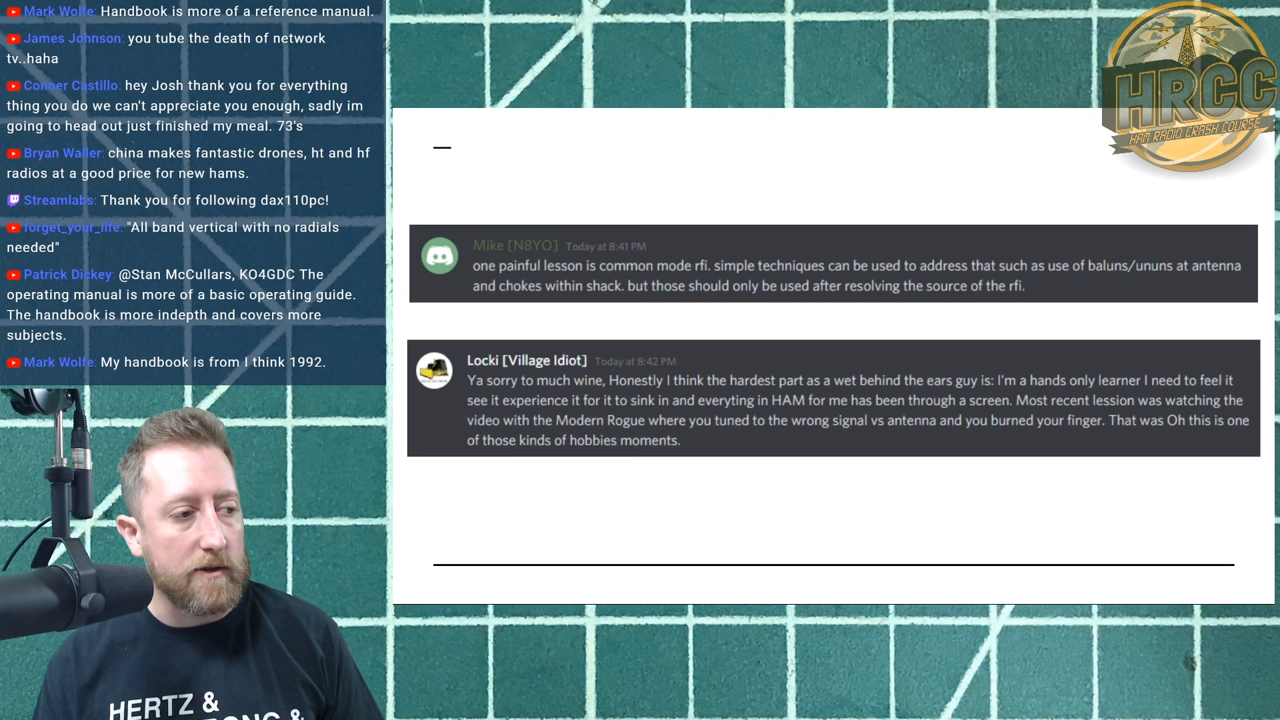 Mark Wolfe: Handbook is more of a reference manual.
James Johnson: you tube the death of network
tv..haha
Conner Castillo: hey Josh thank you for everything
thing you do we can't appreciate you enough, sadly im
going to head out just finished my meal. 73's
Bryan Waller: china makes fantastic drones, ht and hf
radios at a good price for new hams.
Streamlabs: Thank you for following dax110pc!
forget_your_life: "All band vertical with no radials
needed"
Patrick Dickey: @Stan McCullars, KO4GDC The
operating manual is more of a basic operating guide.
The handbook is more indepth and covers more
subjects.
Mark Wolfe: My handbook is from I think 1992.
HRCC
HAM RADIO CRASH COURSE
Mike [N8YO] Today at 8:41 PM
one painful lesson is common mode rfi. simple techniques can be used to address that such as use of baluns/ununs at antenna
and chokes within shack. but those should only be used after resolving the source of the rfi.
Locki [Village Idiot] Today at 8:42 PM
Ya sorry to much wine, Honestly I think the hardest part as a wet behind the ears guy is: I'm a hands only learner I need to feel it
see it experience it for it to sink in and everyting in HAM for me has been through a screen. Most recent lession was watching the
video with the Modern Rogue where you tuned to the wrong signal vs antenna and you burned your finger. That was Oh this is one
of those kinds of hobbies moments.
HERTZ &